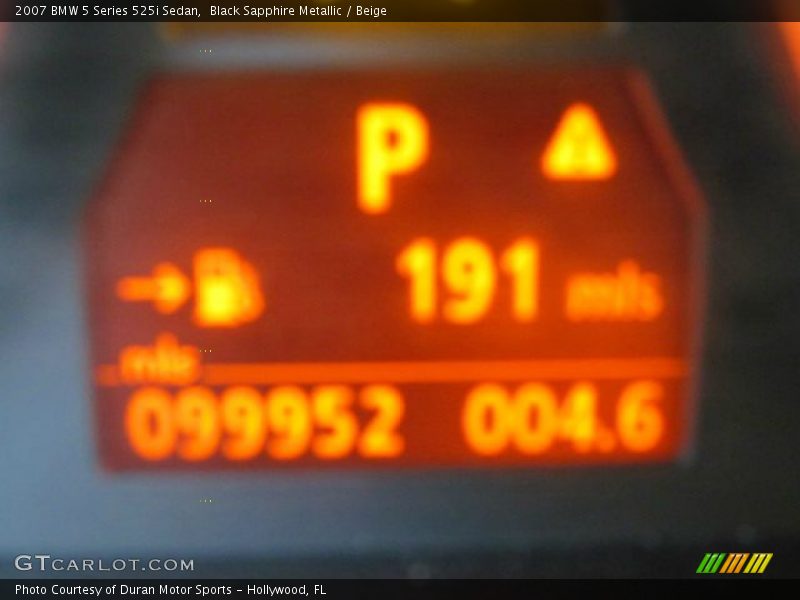 2007 BMW 5 Series 525i Sedan, Black Sapphire Metallic / Beige
P
191 mls
mls
099952 004.6
GTCARLOT.COM
Photo Courtesy of Duran Motor Sports - Hollywood, FL